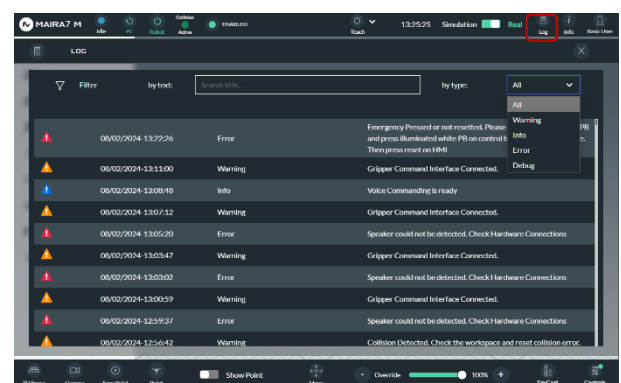 MAIRA7 M
Idle
PC
Robot
Collision
Active
ENABLED
Teach
13:25:25
Simulation
Real
Log
Info
Basic User
LOG
X
Filter
by text:
Search title..
by type:
All
All
Warning
Info
Error
Debug
08/02/2024-13:22:26 Error Emergency Pressed or not resetted. Please PB
and press illuminated white PB on control b e.
Then press reset on HMI
08/02/2024-13:11:00 Warning Gripper Command Interface Connected.
08/02/2024-13:08:48 Info Voice Commanding is ready
08/02/2024-13:07:12 Warning Gripper Command Interface Connected.
08/02/2024-13:05:20 Error Speaker could not be detected. Check Hardware Connections
08/02/2024-13:03:47 Warning Gripper Command Interface Connected.
08/02/2024-13:03:02 Error Speaker could not be detected. Check Hardware Connections
08/02/2024-13:00:59 Warning Gripper Command Interface Connected.
08/02/2024-12:59:37 Error Speaker could not be detected. Check Hardware Connections
08/02/2024-12:56:42 Warning Collision Detected. Check the workspace and reset collision error.
Show Point
- Override 100% +